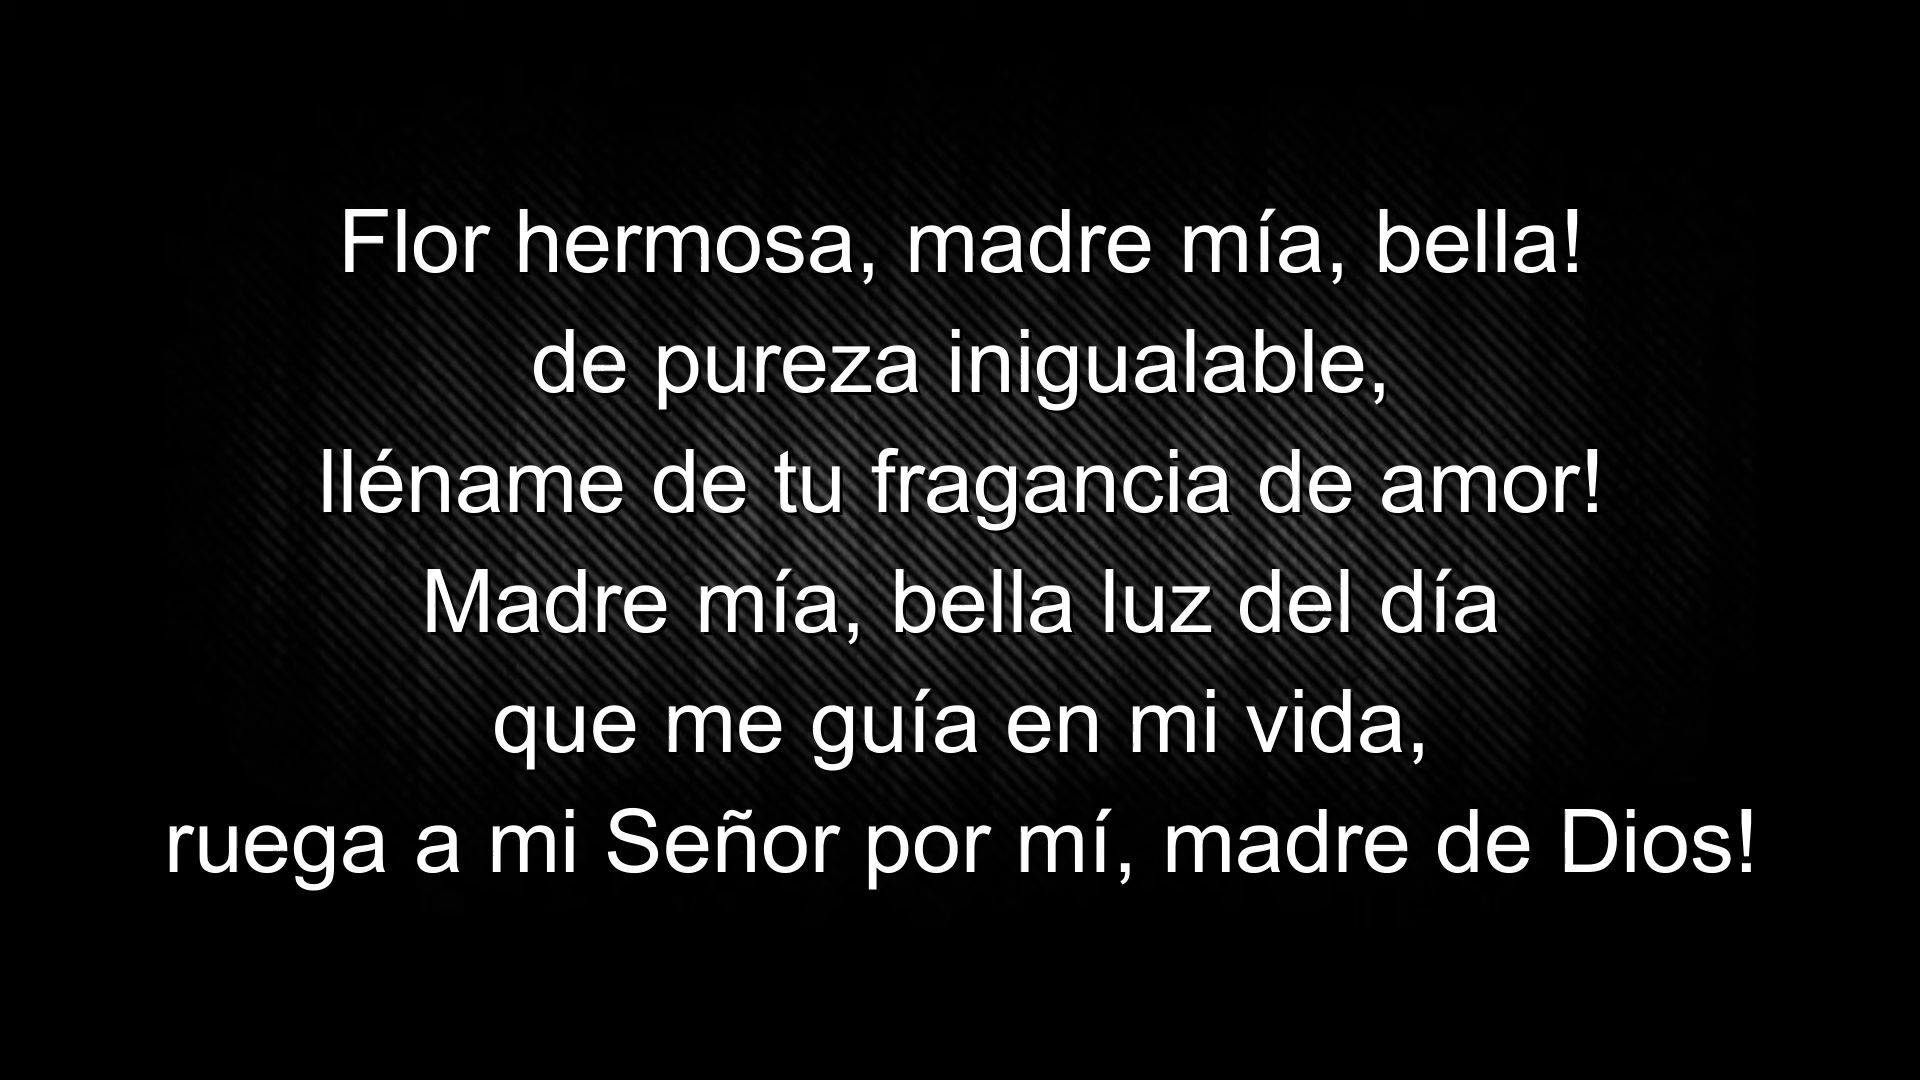 Flor hermosa, madre mía, bella!
de pureza inigualable,
lléname de tu fragancia de amor!
Madre mía, bella luz del día
que me guía en mi vida,
ruega a mi Señor por mí, madre de Dios!